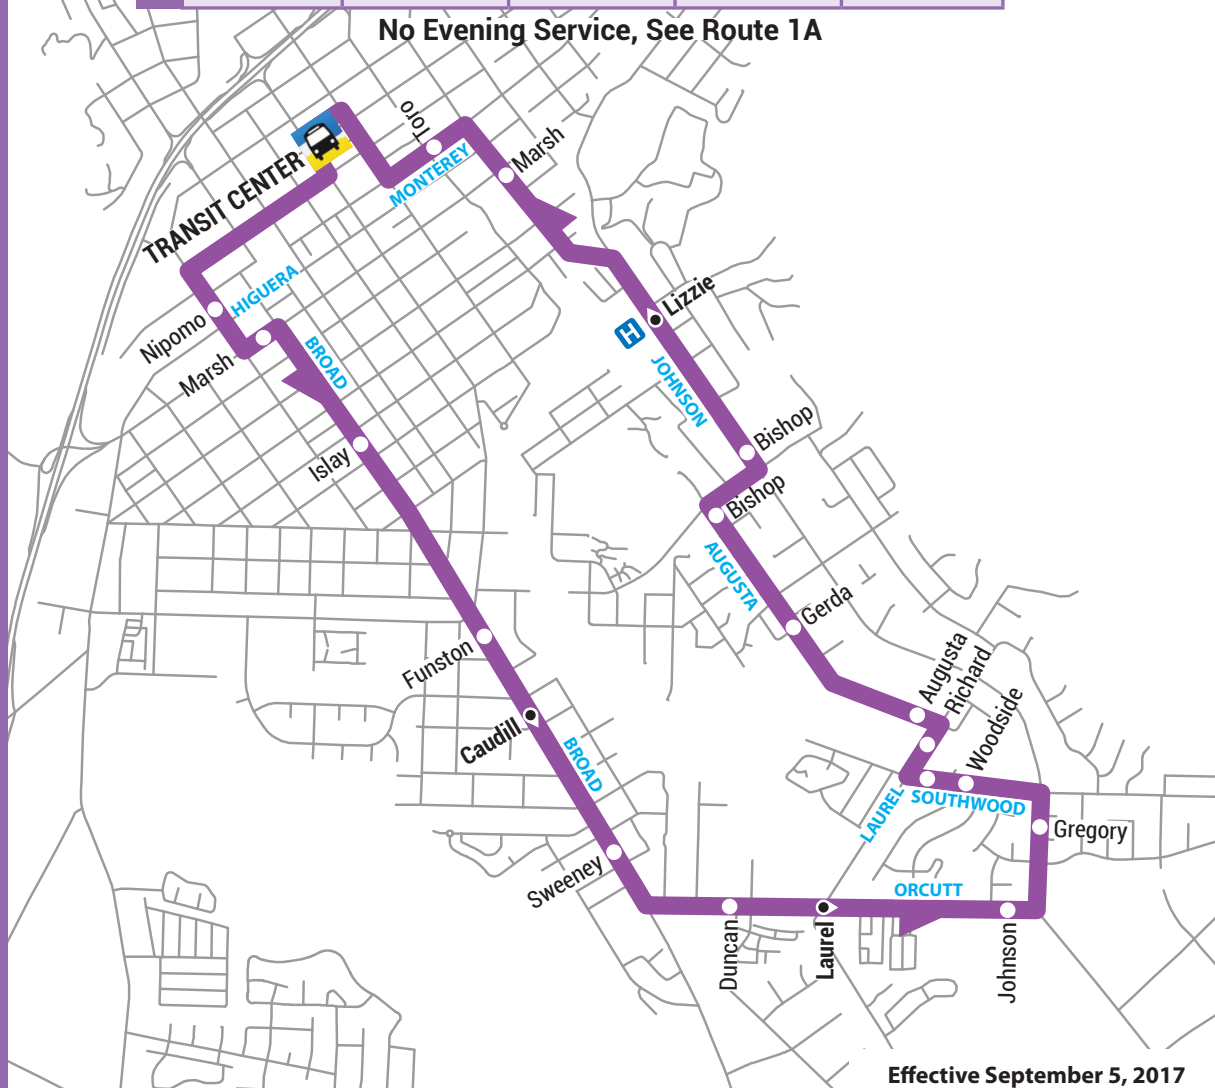 No Evening Service, See Route 1A
Toro
MONTEREY
Marsh
TRANSIT CENTER
HIGUERA
Nipomo
Marsh
BROAD
Lizzie
H
JOHNSON
Islay
Bishop
Bishop
AUGUSTA
Gerda
Funston
Augusta
Richard
Woodside
Caudill
BROAD
LAUREL
SOUTHWOOD
Gregory
Sweeney
ORCUTT
Duncan
Laurel
Johnson
Effective September 5, 2017